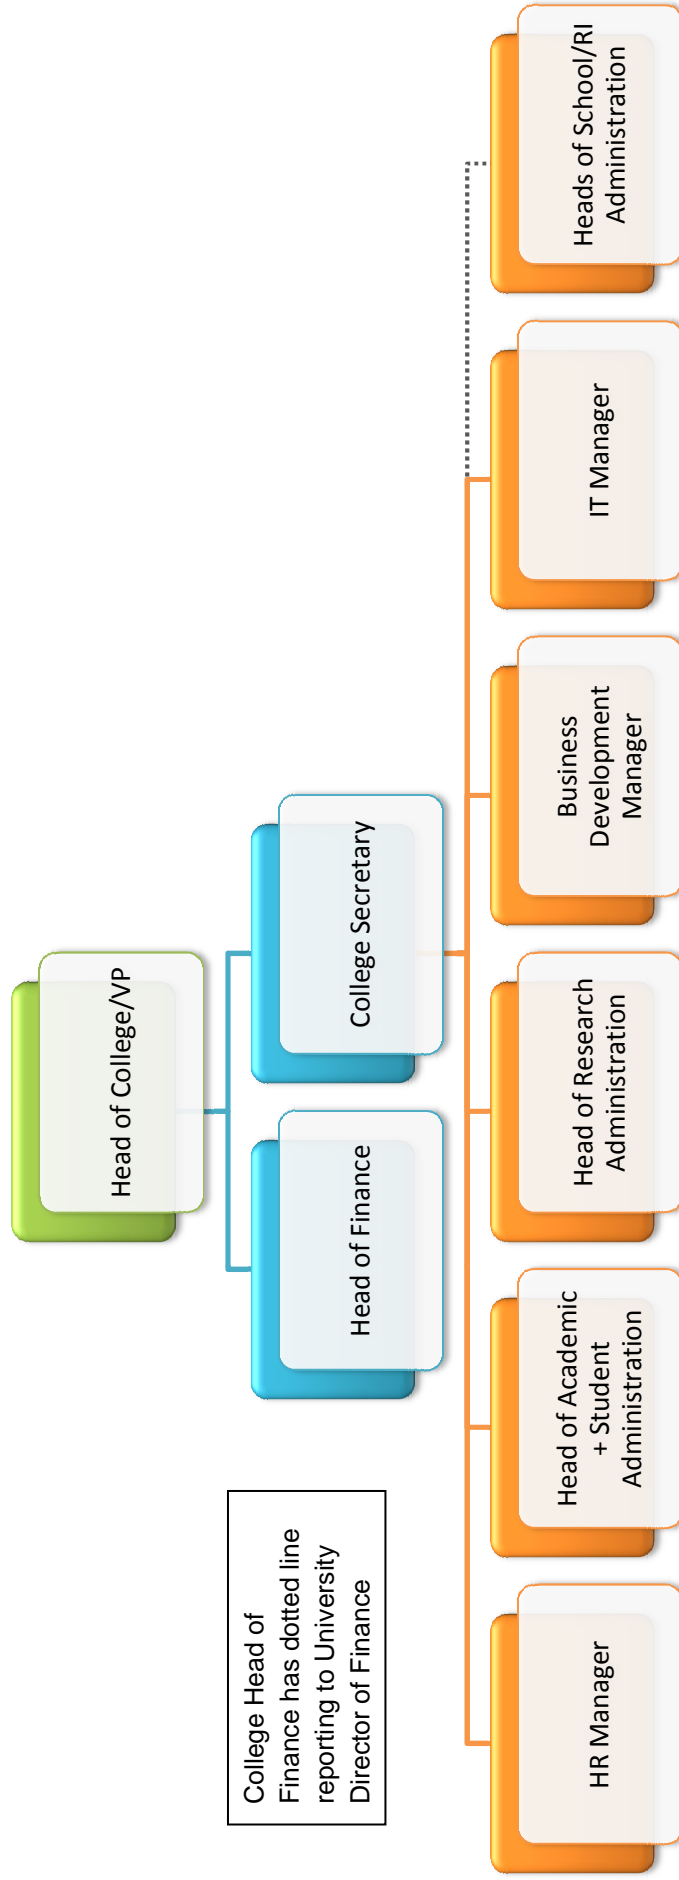 Head of College/VP
College Head of
Finance has dotted line
reporting to University
Director of Finance
Head of Finance
College Secretary
HR Manager
Head of Academic
+ Student
Administration
Head of Research
Administration
Business
Development
Manager
IT Manager
Heads of School/RI
Administration